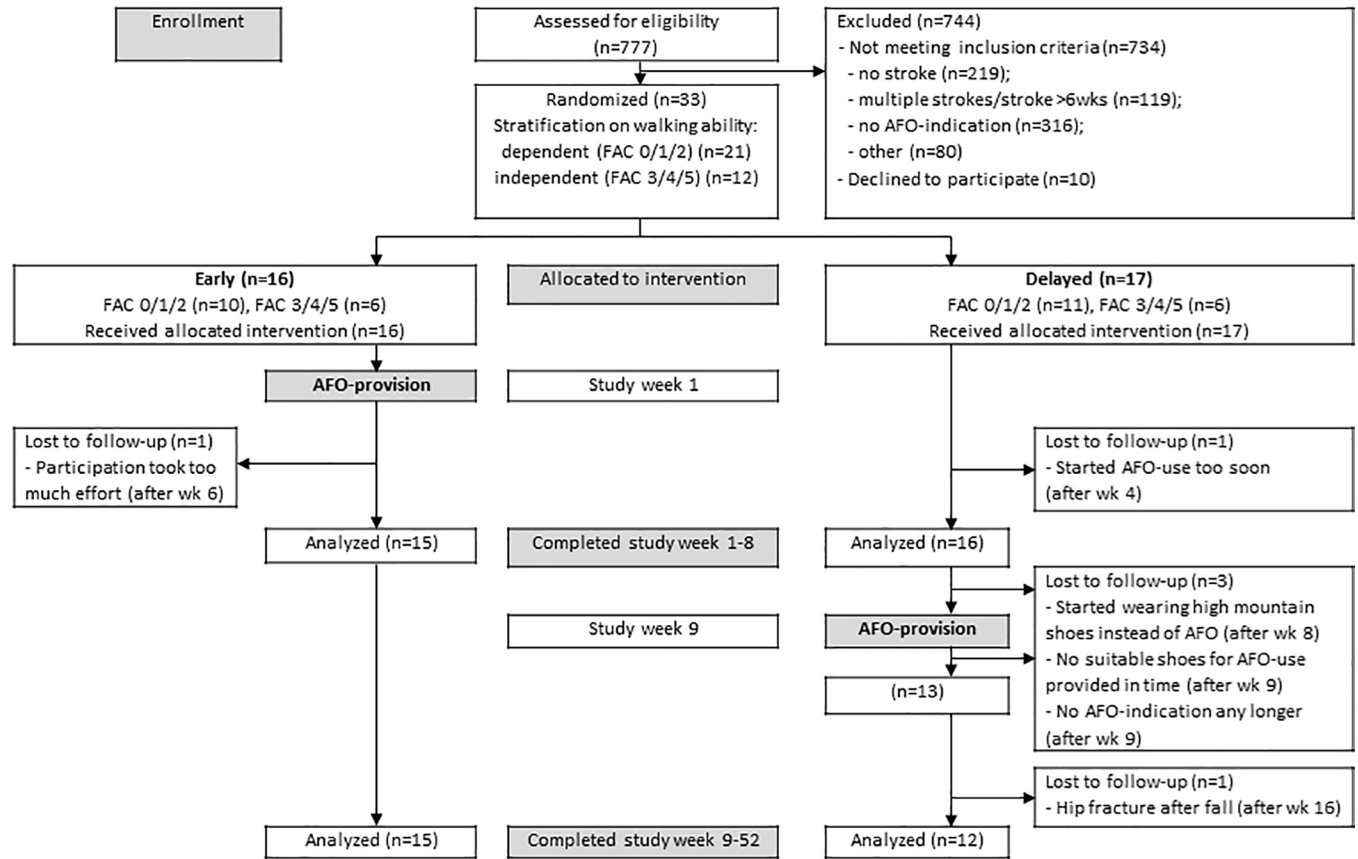 Enrollment
Assessed for eligibility
(n=777)
Excluded (n=744)
- Not meeting inclusion criteria (n=734)
- no stroke (n=219);
- multiple strokes/stroke >6wks (n=119);
- no AFO-indication (n=316);
- other (n=80)
- Declined to participate (n=10)
Randomized (n=33)
Stratification on walking ability:
dependent (FAC 0/1/2) (n=21)
independent (FAC 3/4/5) (n=12)
Early (n=16)
FAC 0/1/2 (n=10), FAC 3/4/5 (n=6)
Received allocated intervention (n=16)
Allocated to intervention
Delayed (n=17)
FAC 0/1/2 (n=11), FAC 3/4/5 (n=6)
Received allocated intervention (n=17)
AFO-provision
Study week 1
Lost to follow-up (n=1)
- Participation took too
much effort (after wk 6)
Lost to follow-up (n=1)
- Started AFO-use too soon
(after wk 4)
Analyzed (n=15)
Completed study week 1-8
Analyzed (n=16)
Lost to follow-up (n=3)
- Started wearing high mountain
shoes instead of AFO (after wk 8)
- No suitable shoes for AFO-use
provided in time (after wk 9)
- No AFO-indication any longer
(after wk 9)
Study week 9
AFO-provision
(n=13)
Lost to follow-up (n=1)
- Hip fracture after fall (after wk 16)
Analyzed (n=15)
Completed study week 9-52
Analyzed (n=12)